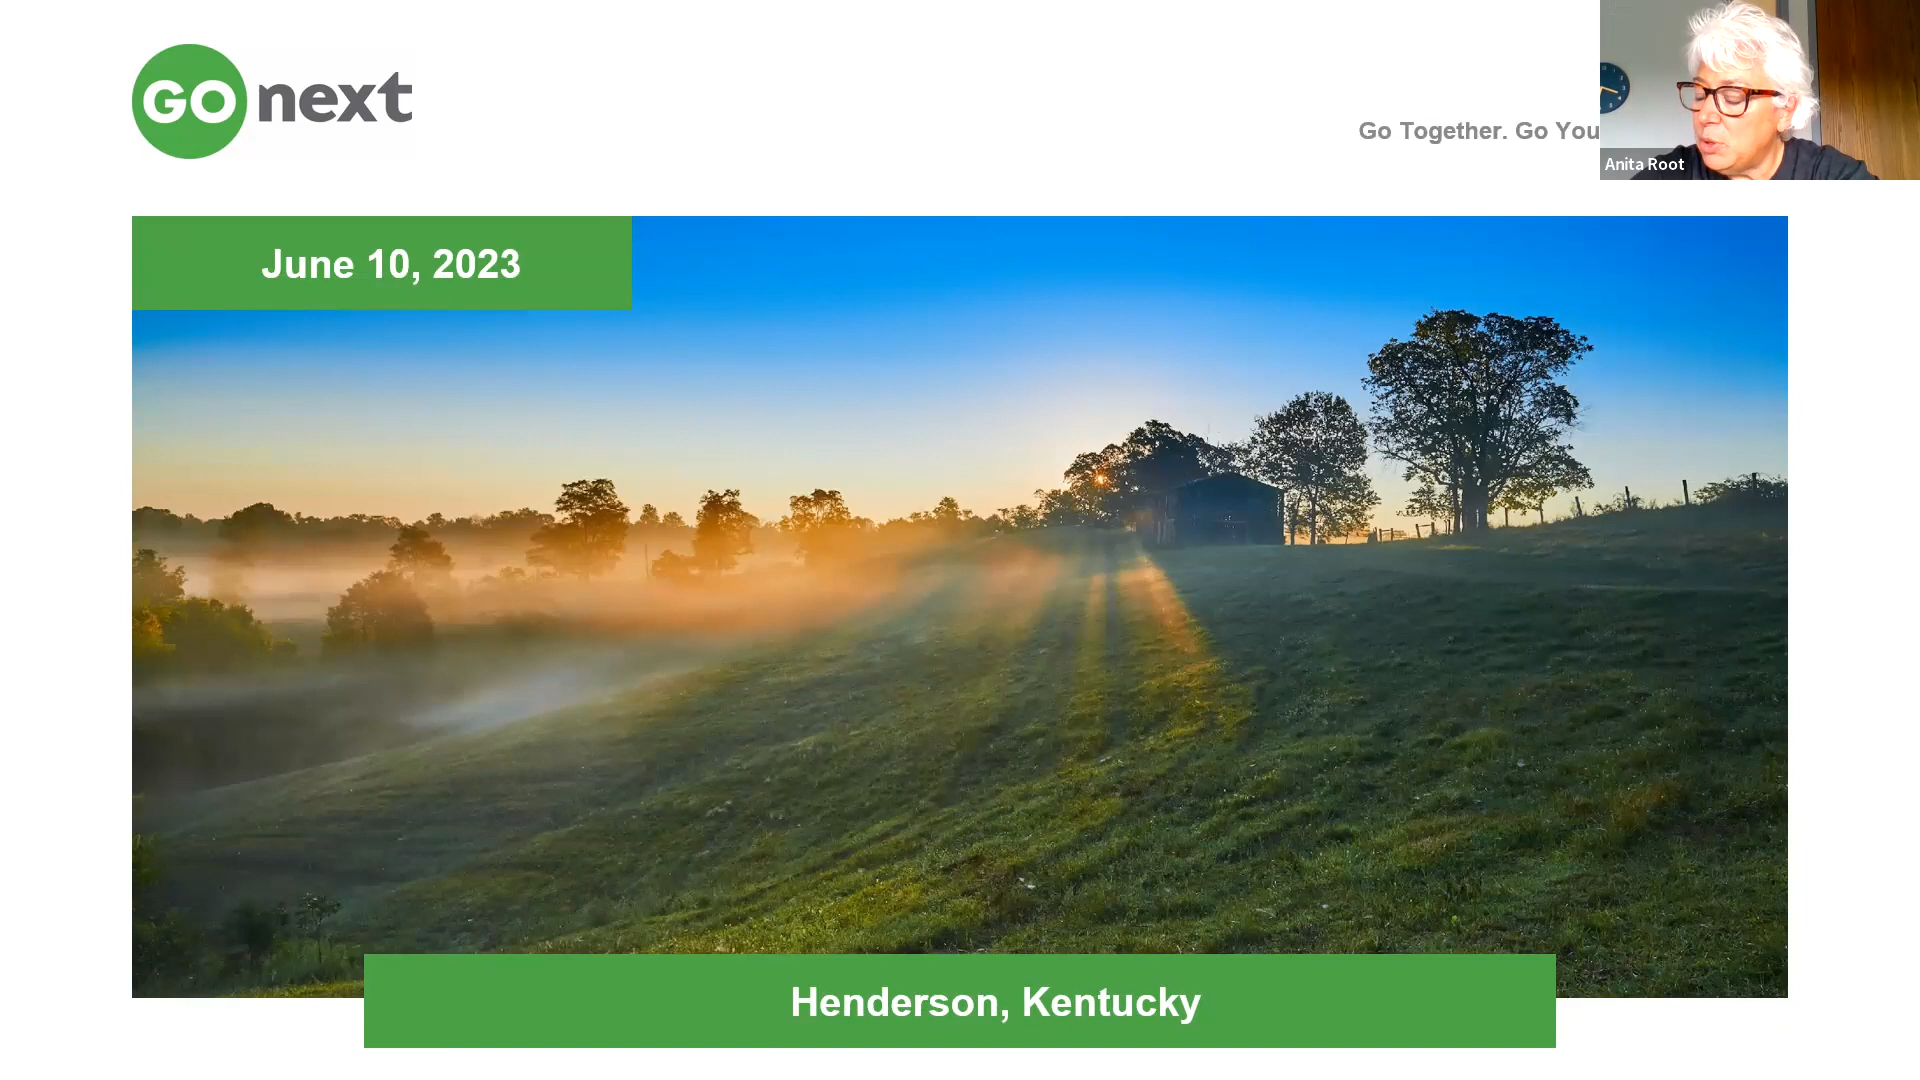 GO next
Go Together. Go You
Anita Root
June 10, 2023
Henderson, Kentucky